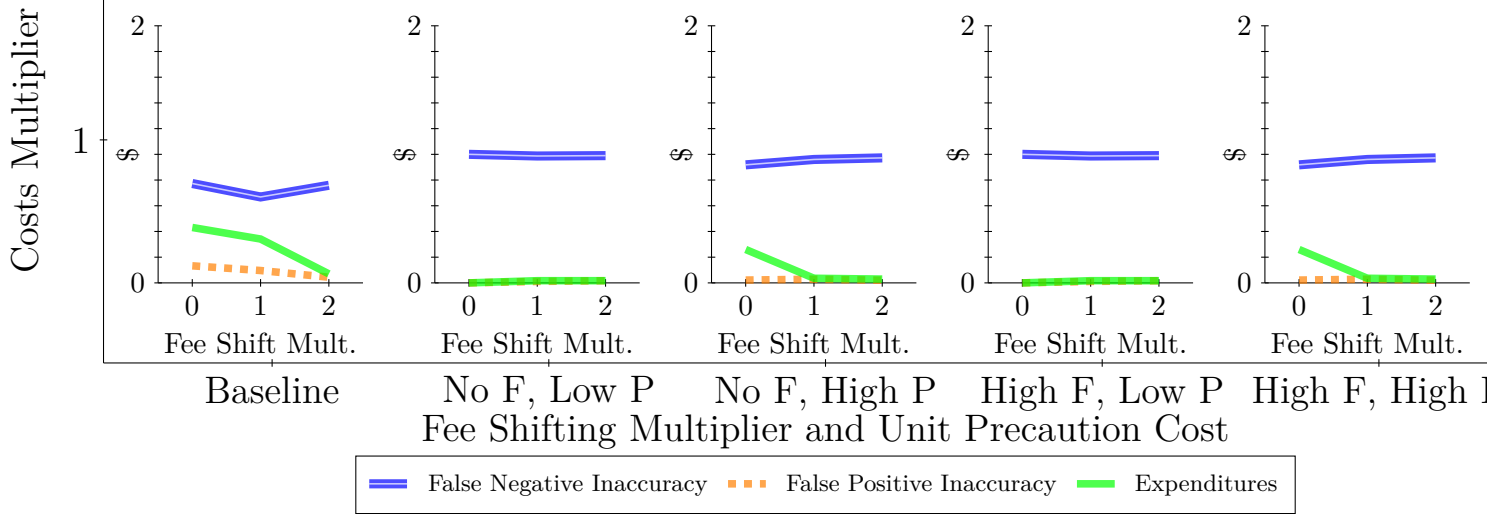 Costs Multiplier
1
2
0
$
0 1 2
Fee Shift Mult.
2
0
$
0 1 2
Fee Shift Mult.
2
0
$
0 1 2
Fee Shift Mult.
2
0
$
0 1 2
Fee Shift Mult.
2
0
$
0 1 2
Fee Shift Mult.
Baseline
No F, Low P
No F, High P
High F, Low P
High F, High
Fee Shifting Multiplier and Unit Precaution Cost
False Negative Inaccuracy False Positive Inaccuracy Expenditures